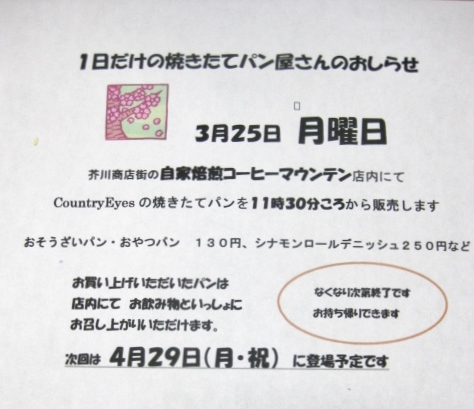 1日だけの焼きたてパン屋さんのおしらせ
3月25日 月曜日
芥川商店街の自家焙煎コーヒーマウンテン店内にて
CountryEyes の焼きたてパンを11時30分ころから販売します
おそうざいパン・おやつパン 130円、シナモンロールデニッシュ250円など
お買い上げいただいたパンは
店内にて お飲み物といっしょに
お召し上がりいただけます。
なくなり次第終了です
お持ち帰りできます
次回は 4月29日(月・祝) に登場予定です